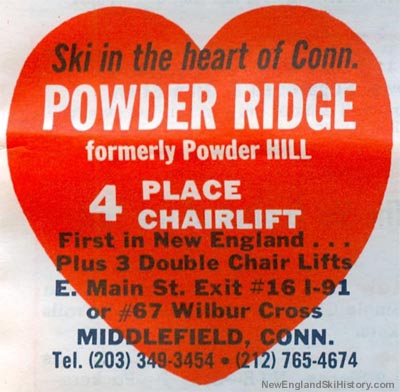 Ski in the heart of Conn.
POWDER RIDGE
formerly Powder HILL
4 PLACE
CHAIRLIFT
First in New England . . .
Plus 3 Double Chair Lifts
E. Main St. Exit #16 I-91
or #67 Wilbur Cross
MIDDLEFIELD, CONN.
Tel. (203) 349-3454 • (212) 765-4674
NewEnglandSkiHistory.com